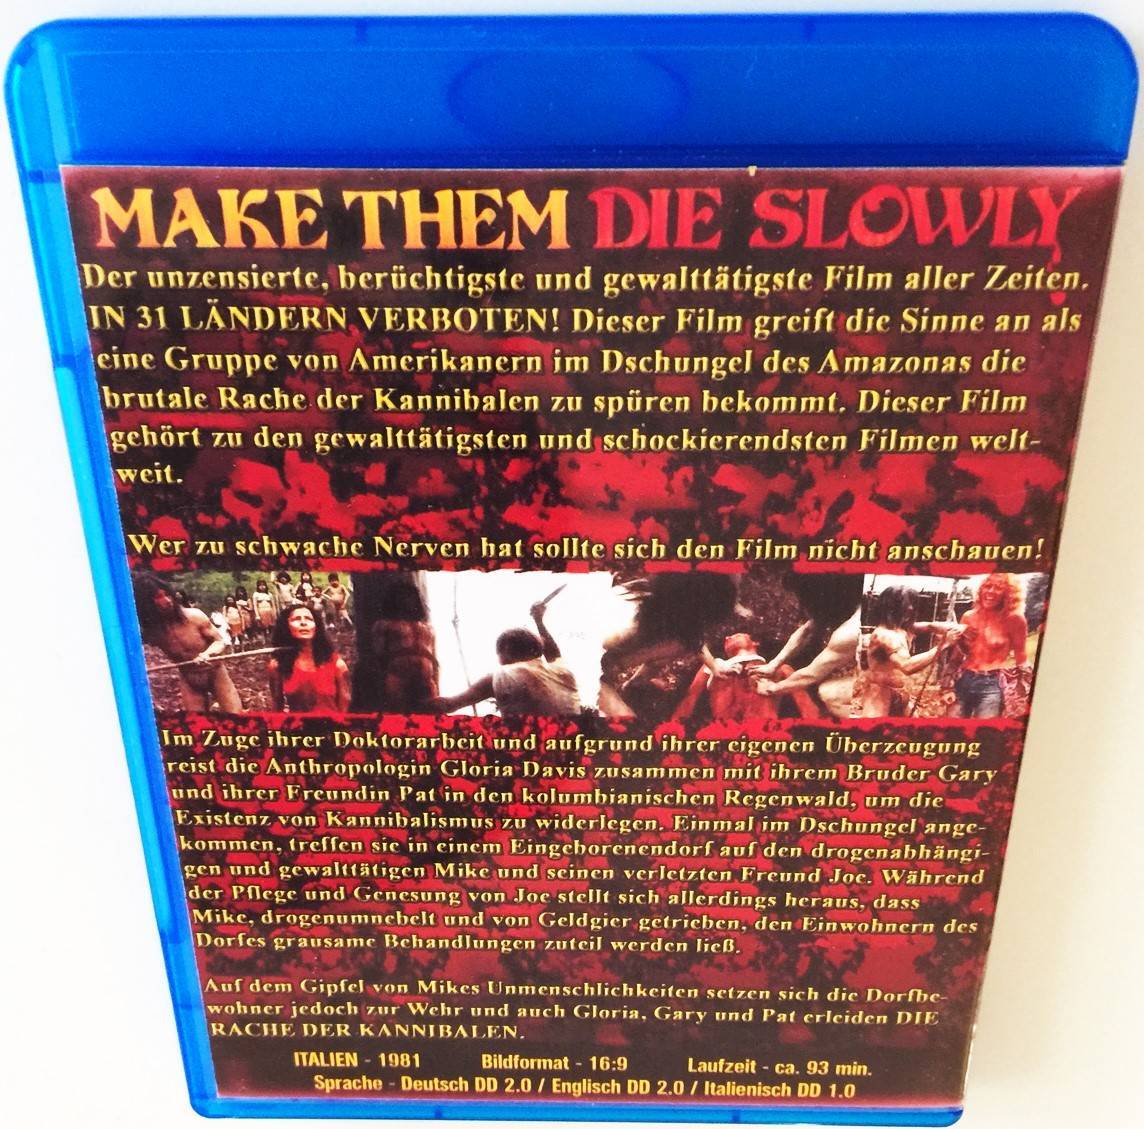 MAKE THEM DIE SLOWLY
Der unzensierte, berüchtigste und gewalttätigste Film aller Zeiten.
IN 31 LÄNDERN VERBOTEN! Dieser Film greift die Sinne an als
eine Gruppe von Amerikanern im Dschungel des Amazonas die
brutale Rache der Kannibalen zu spüren bekommt. Dieser Film
gehört zu den gewalttätigsten und schockierendsten Filmen welt-
weit.
Wer zu schwache Nerven hat sollte sich den Film nicht anschauen!
Im Zuge ihrer Doktorarbeit und aufgrund ihrer eigenen Überzeugung
reist die Anthropologin Gloria Davis zusammen mit ihrem Bruder Gary
und ihrer Freundin Pat in den kolumbianischen Regenwald, um die
Existenz von Kannibalismus zu widerlegen. Einmal im Dschungel ange-
kommen, treffen sie in einem Eingeborenendorf auf den drogenabhängi-
gen und gewalttätigen Mike und seinen verletzten Freund Joe. Während
der Pflege und Genesung von Joe stellt sich allerdings heraus, dass
Mike, drogenumnebelt und von Geldgier getrieben, den Einwohnern des
Dorfes grausame Behandlungen zuteil werden ließ.
Auf dem Gipfel von Mikes Unmenschlichkeiten setzen sich die Dorfbe-
wohner jedoch zur Wehr und auch Gloria, Gary und Pat erleiden DIE
RACHE DER KANNIBALEN.
ITALIEN - 1981 Bildformat - 16:9 Laufzeit - ca. 93 min.
Sprache - Deutsch DD 2.0 / Englisch DD 2.0 / Italienisch DD 1.0